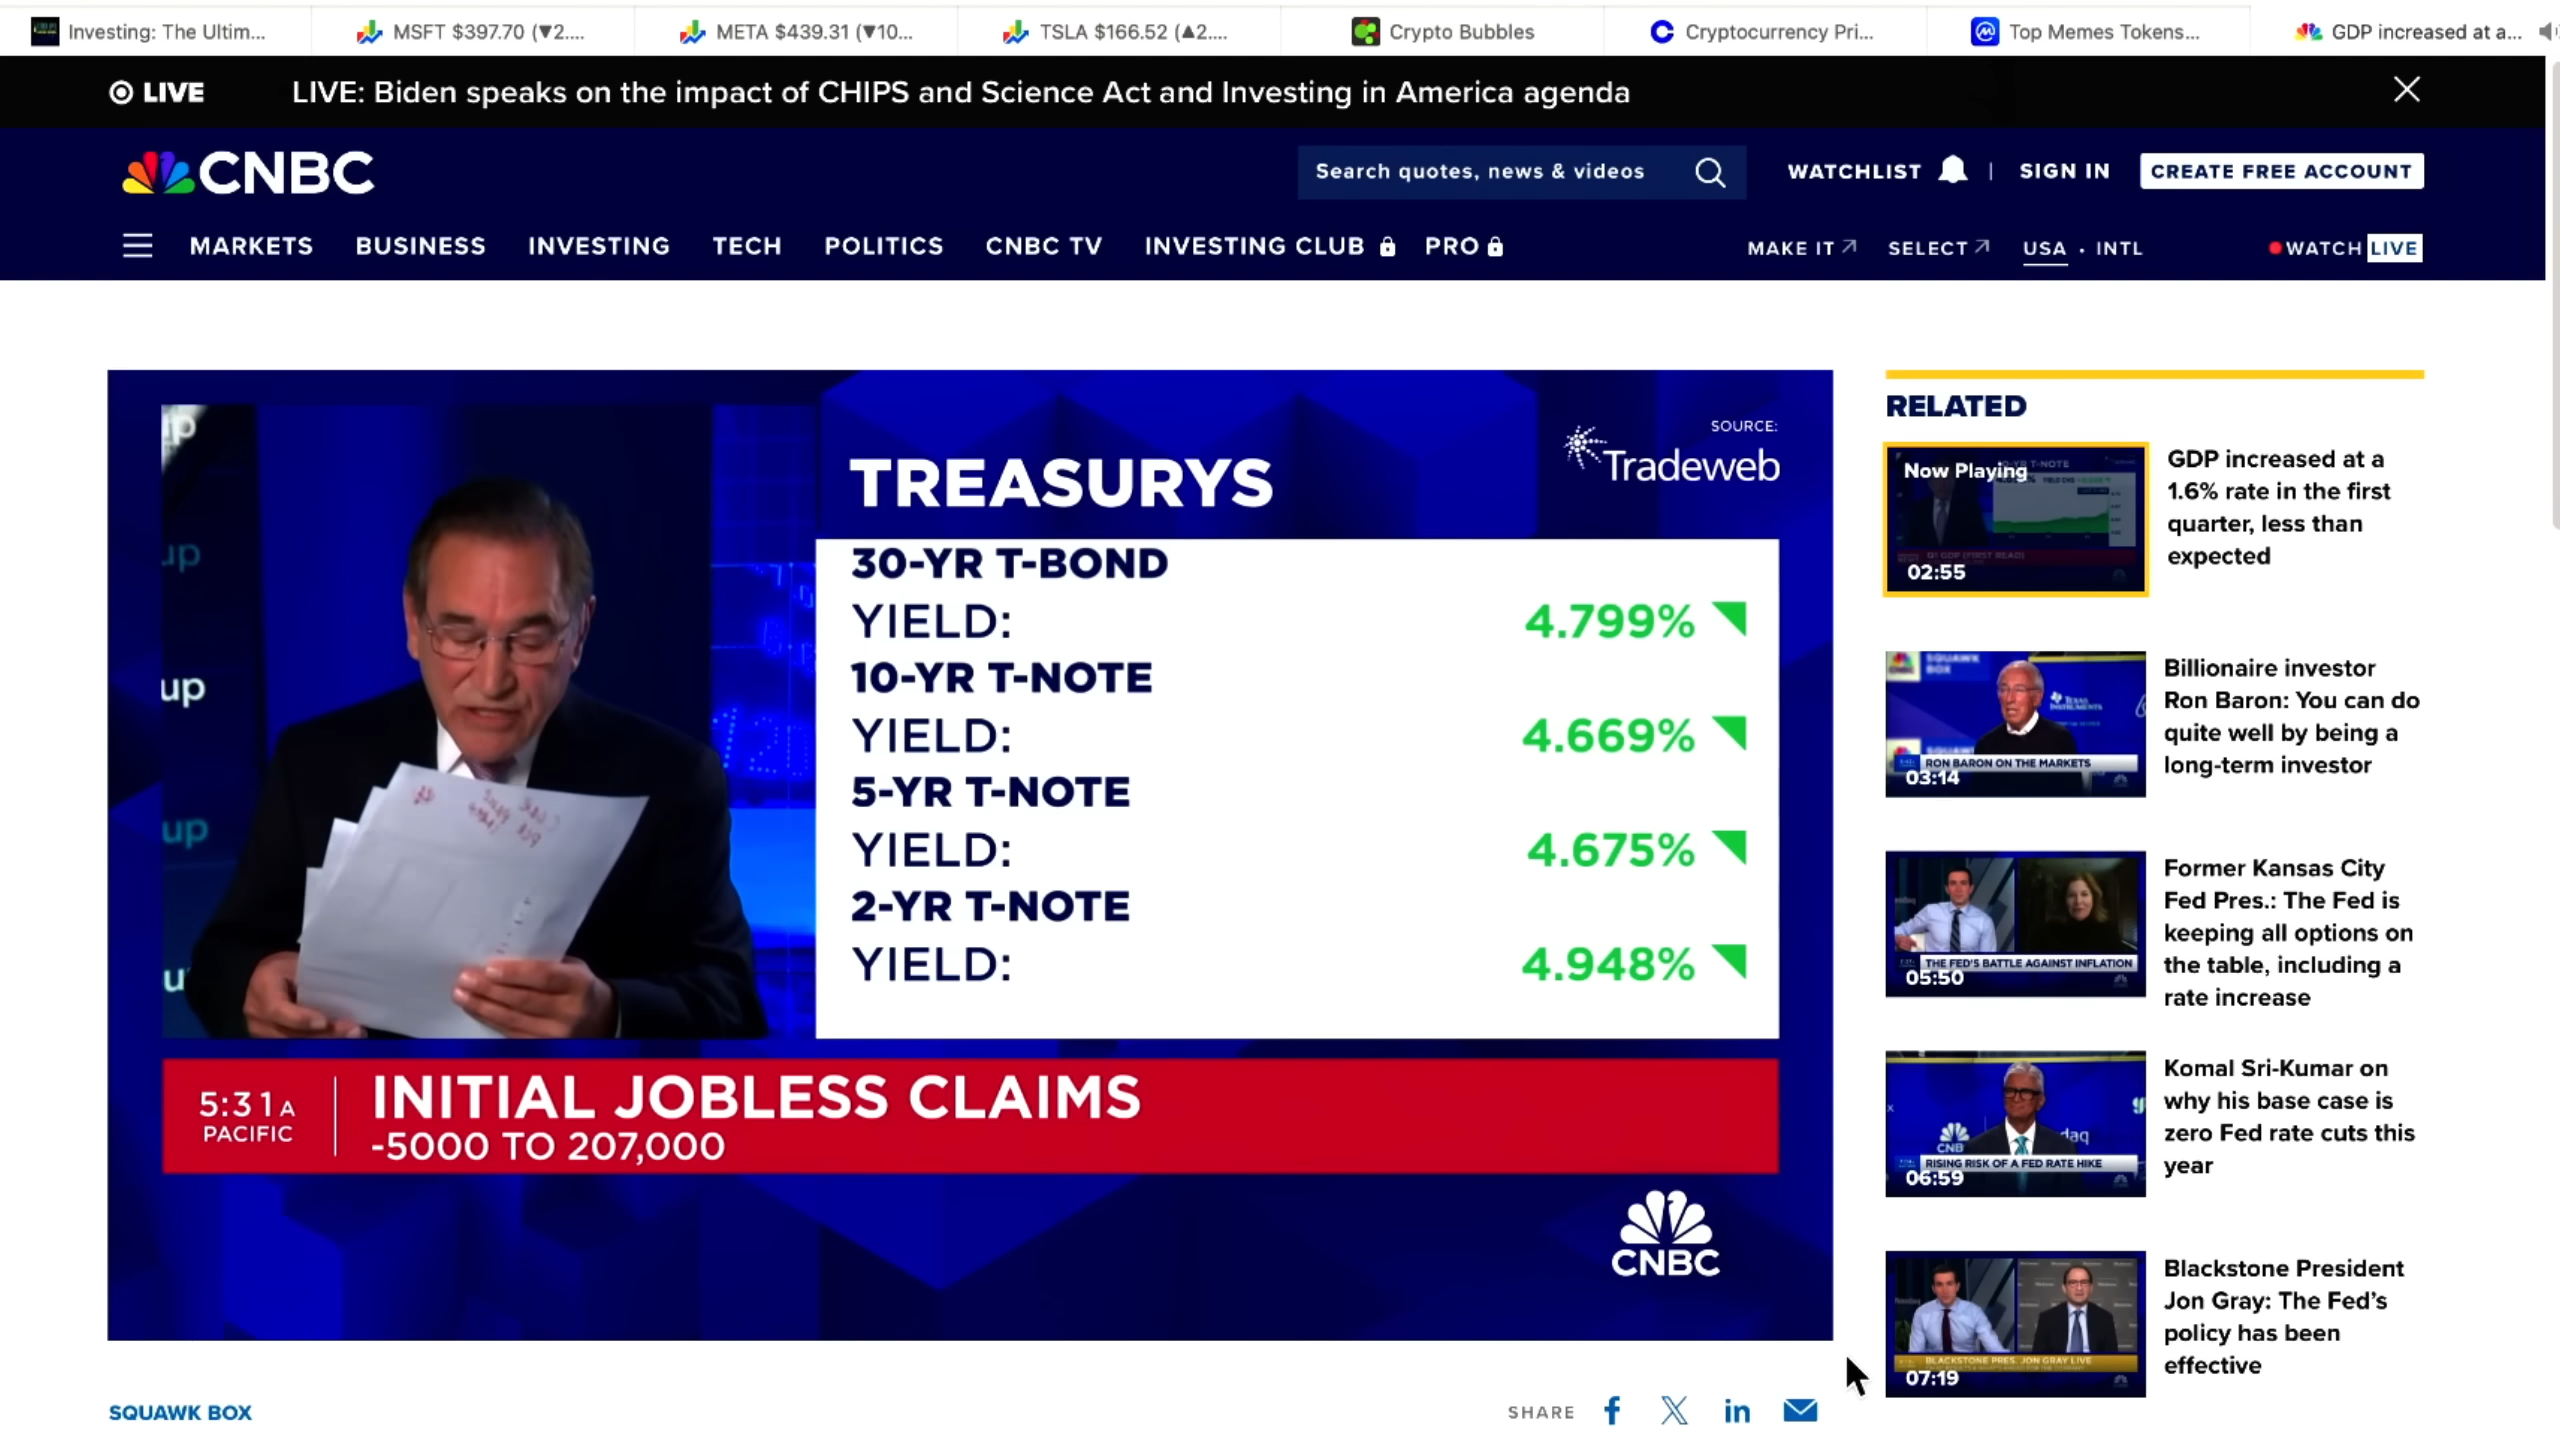 Investing: The Ultim...
MSFT $397.70 (▼2....
META $439.31 (▼10...
TSLA $166.52 (▲2....
Crypto Bubbles
Cryptocurrency Pri...
Top Memes Tokens...
GDP increased at a...
LIVE
LIVE: Biden speaks on the impact of CHIPS and Science Act and Investing in America agenda
CNBC
Search quotes, news & videos
WATCHLIST
SIGN IN
CREATE FREE ACCOUNT
MARKETS
BUSINESS
INVESTING
TECH
POLITICS
CNBC TV
INVESTING CLUB
PRO
MAKE IT
SELECT
USA · INTL
WATCH LIVE
up
up
up
TREASURYS
SOURCE:
Tradeweb
30-YR T-BOND
YIELD: 4.799%
10-YR T-NOTE
YIELD: 4.669%
5-YR T-NOTE
YIELD: 4.675%
2-YR T-NOTE
YIELD: 4.948%
5:31A
PACIFIC
INITIAL JOBLESS CLAIMS
-5000 TO 207,000
CNBC
SQUAWK BOX
SHARE
RELATED
Now Playing
02:55
GDP increased at a
1.6% rate in the first
quarter, less than
expected
SQUAWK
BOX
TEXAS
INSTRUMENTS
RON BARON ON THE MARKETS
03:14
Billionaire investor
Ron Baron: You can do
quite well by being a
long-term investor
THE FED'S BATTLE AGAINST INFLATION
05:50
Former Kansas City
Fed Pres.: The Fed is
keeping all options on
the table, including a
rate increase
CNB
daq
RISING RISK OF A FED RATE HIKE
06:59
Komal Sri-Kumar on
why his base case is
zero Fed rate cuts this
year
BLACKSTONE PRES. JON GRAY LIVE
07:19
Blackstone President
Jon Gray: The Fed's
policy has been
effective